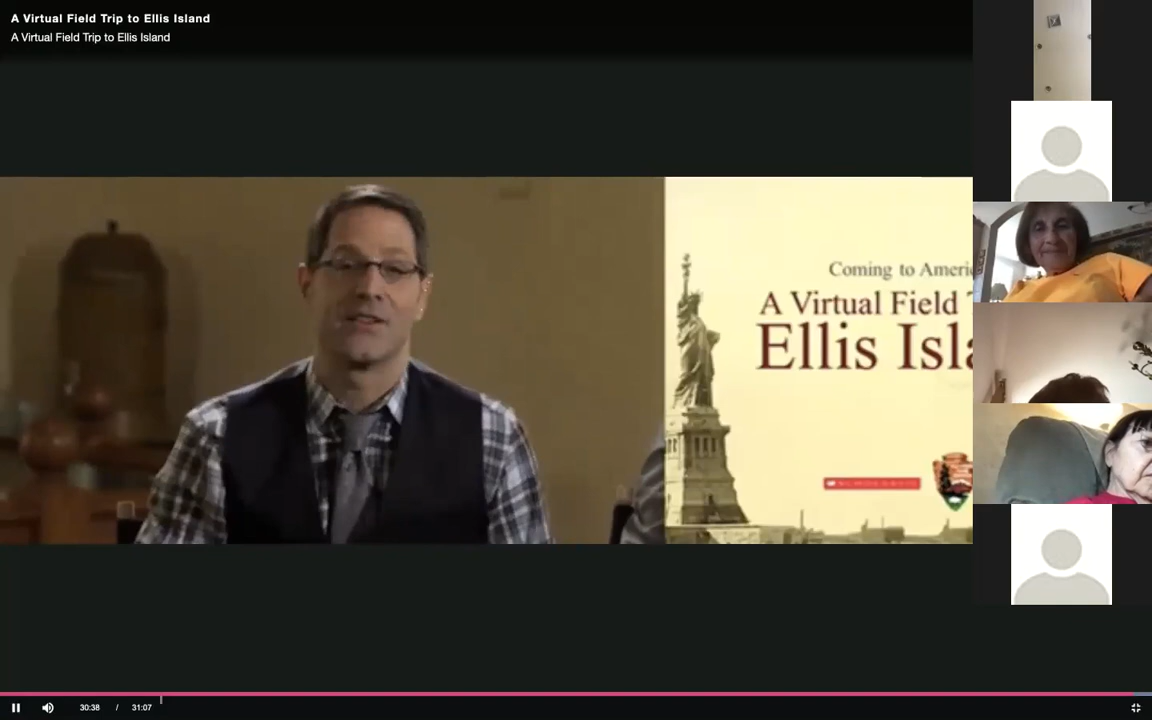 A Virtual Field Trip to Ellis Island
A Virtual Field Trip to Ellis Island
Coming to Ameri
A Virtual Field
Ellis Isla
30:38 / 31:07